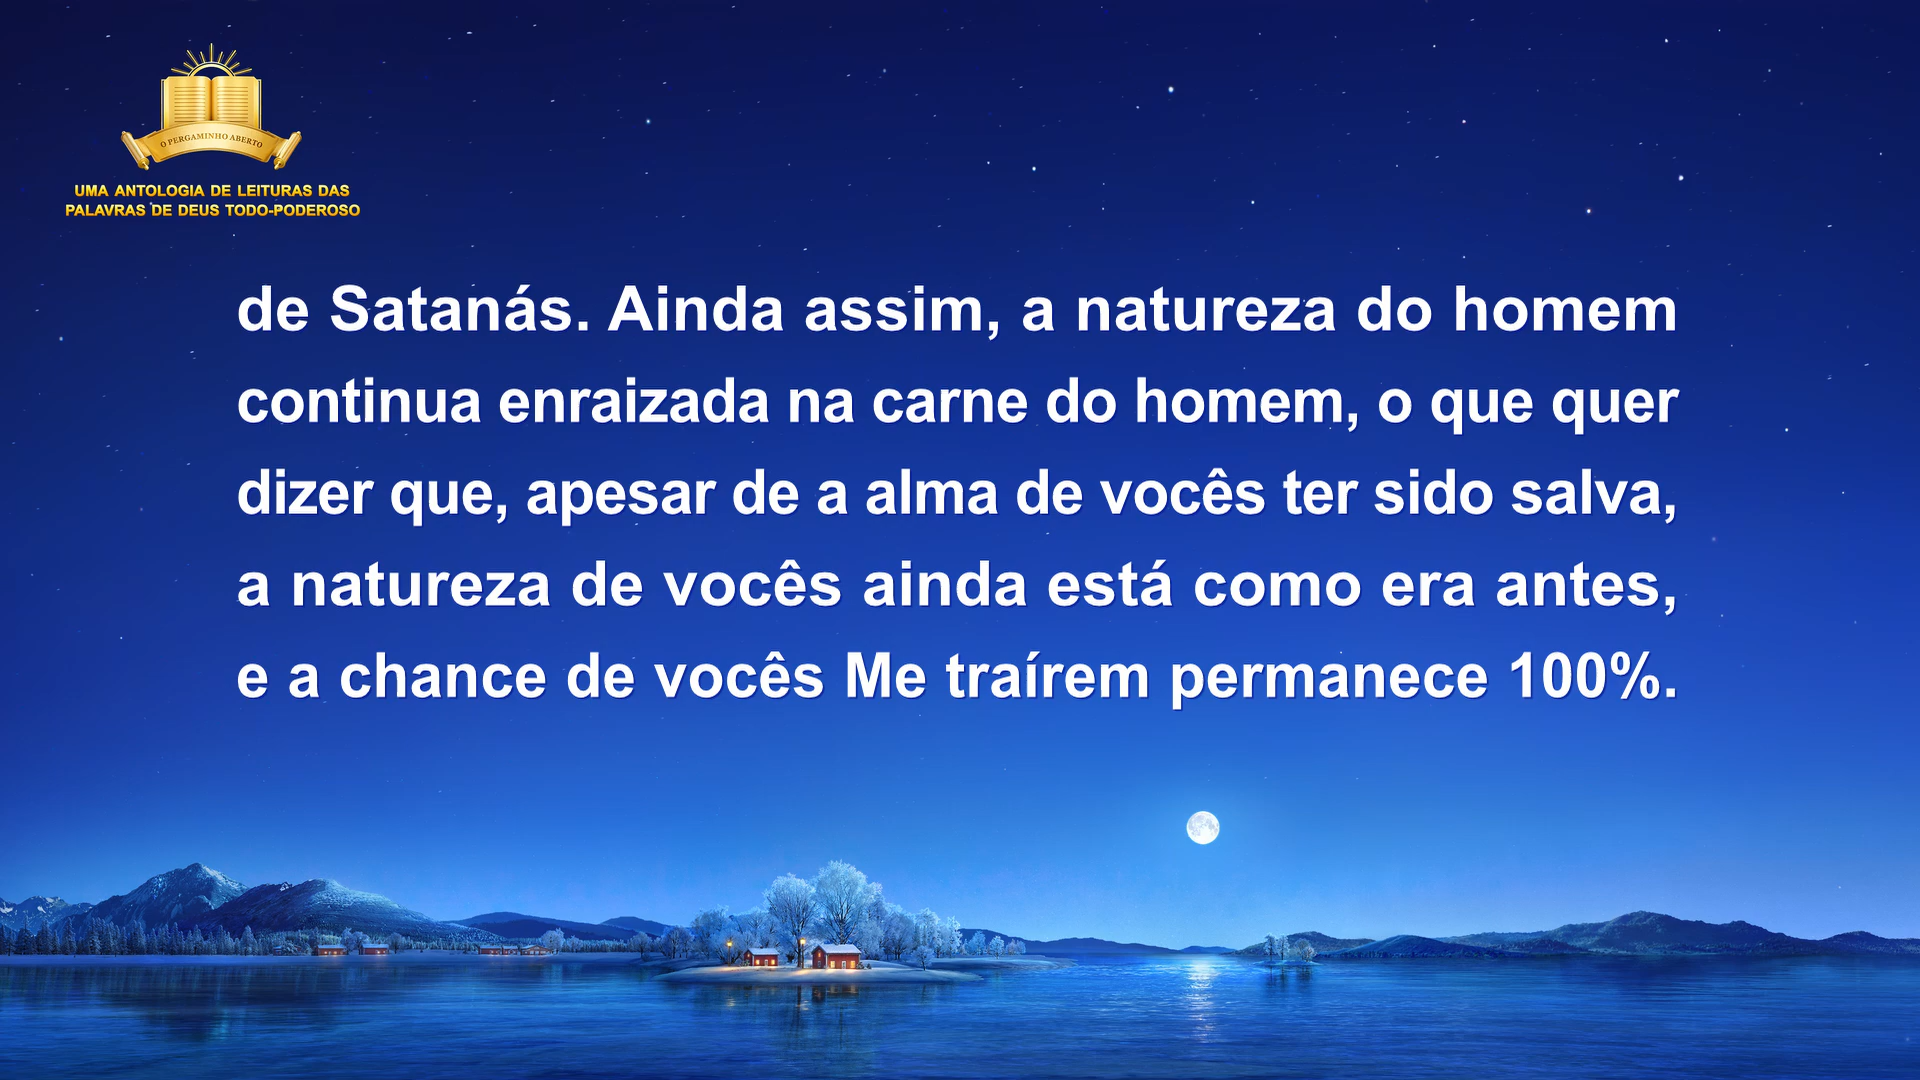 O PERGAMINHO ABERTO
UMA ANTOLOGIA DE LEITURAS DAS
PALAVRAS DE DEUS TODO-PODEROSO
de Satanás. Ainda assim, a natureza do homem
continua enraizada na carne do homem, o que quer
dizer que, apesar de a alma de vocês ter sido salva,
a natureza de vocês ainda está como era antes,
e a chance de vocês Me traírem permanece 100%.